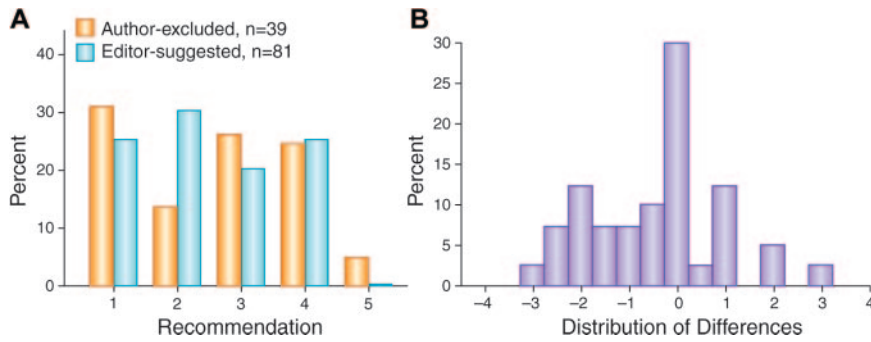 A
Author-excluded, n=39
Editor-suggested, n=81
40
30
20
10
0
Percent
1 2 3 4 5
Recommendation
B
30
25
20
15
10
5
0
Percent
–4 –3 –2 –1 0 1 2 3 4
Distribution of Differences